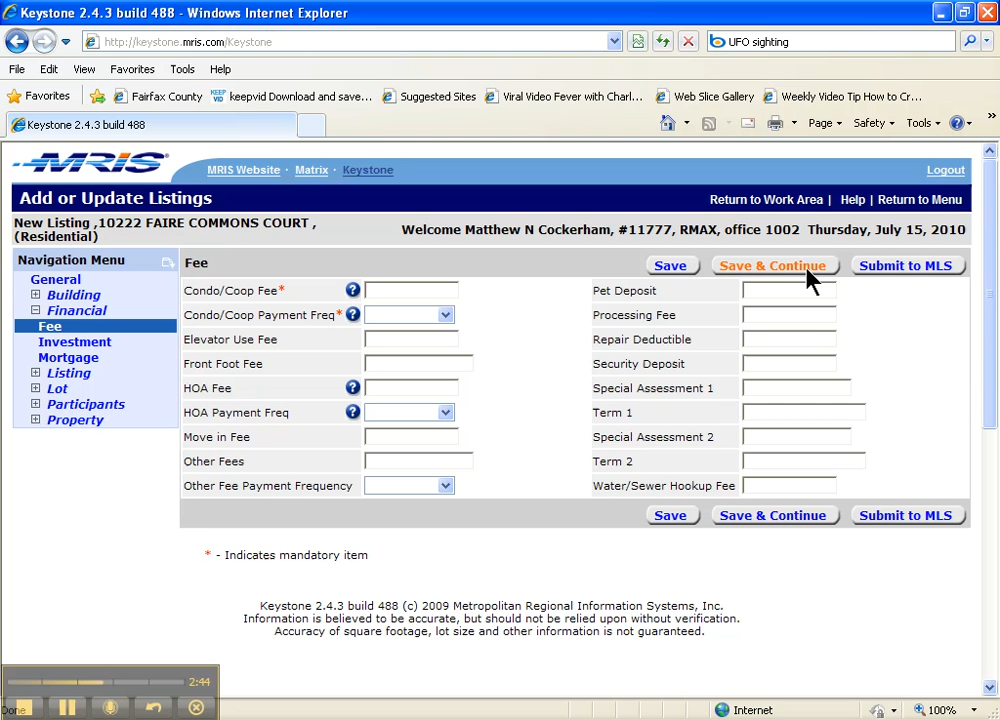 Keystone 2.4.3 build 488 - Windows Internet Explorer
http://keystone.mris.com/Keystone
UFO sighting
File Edit View Favorites Tools Help
Favorites Fairfax County KEEP VID keepvid Download and save... Suggested Sites Viral Video Fever with Charl... Web Slice Gallery Weekly Video Tip How to Cr...
Keystone 2.4.3 build 488
Page Safety Tools
MRIS
MRIS Website · Matrix · Keystone Logout
Add or Update Listings Return to Work Area | Help | Return to Menu
New Listing ,10222 FAIRE COMMONS COURT ,
(Residential)
Welcome Matthew N Cockerham, #11777, RMAX, office 1002 Thursday, July 15, 2010
Navigation Menu
General
Building
Financial
Fee
Investment
Mortgage
Listing
Lot
Participants
Property
Fee Save Save & Continue Submit to MLS
Condo/Coop Fee* Pet Deposit
Condo/Coop Payment Freq* Processing Fee
Elevator Use Fee Repair Deductible
Front Foot Fee Security Deposit
HOA Fee Special Assessment 1
HOA Payment Freq Term 1
Move in Fee Special Assessment 2
Other Fees Term 2
Other Fee Payment Frequency Water/Sewer Hookup Fee
Save Save & Continue Submit to MLS
* - Indicates mandatory item
Keystone 2.4.3 build 488 (c) 2009 Metropolitan Regional Information Systems, Inc.
Information is believed to be accurate, but should not be relied upon without verification.
Accuracy of square footage, lot size and other information is not guaranteed.
2:44
Done Internet 100%